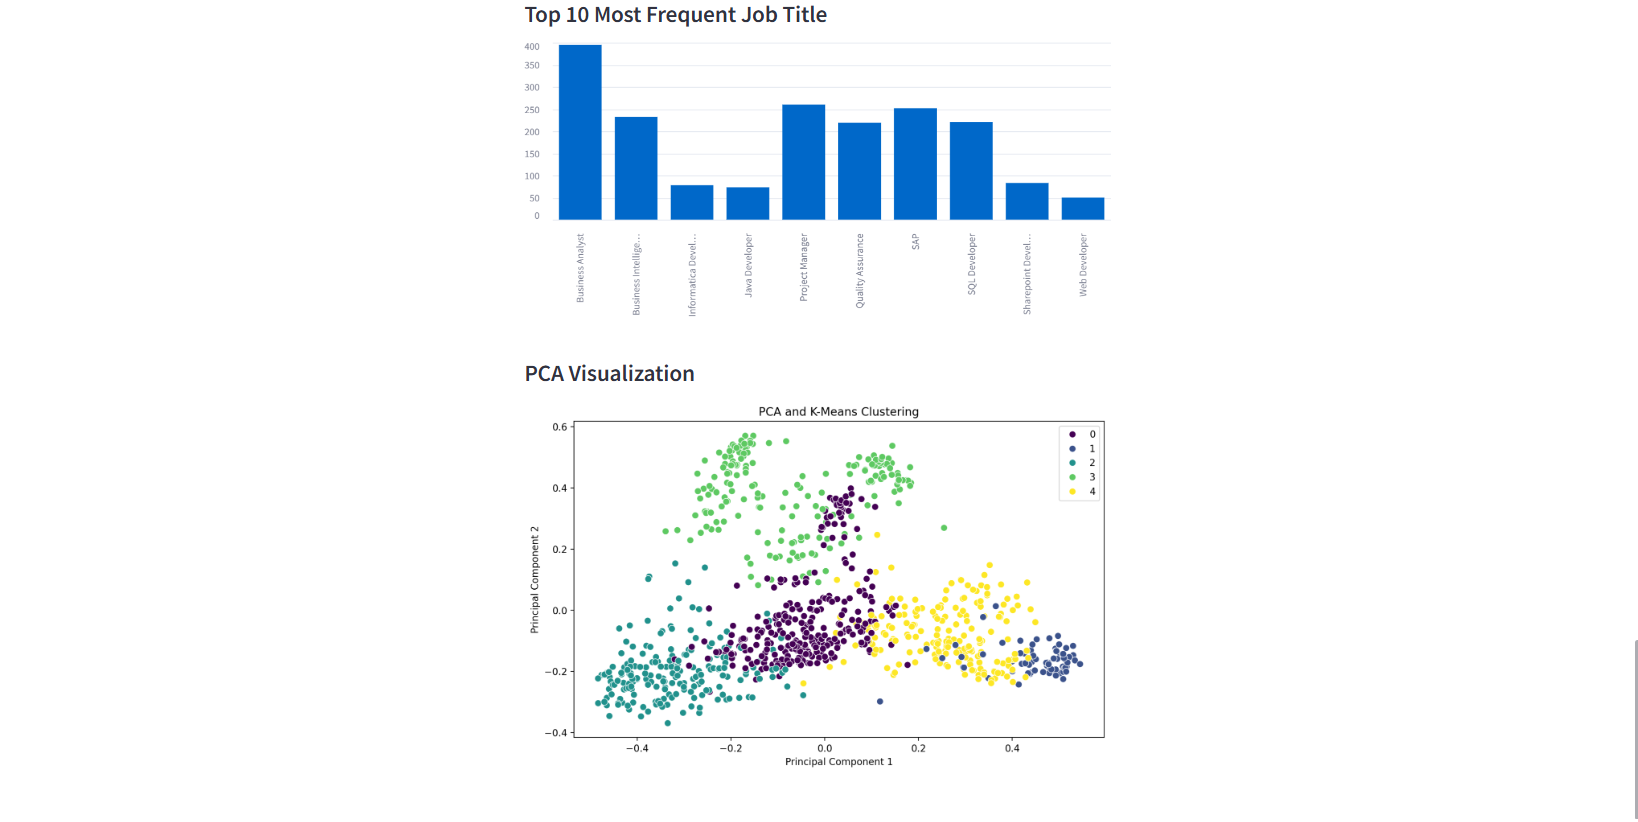 Top 10 Most Frequent Job Title
400
350
300
250
200
150
100
50
0
Business Analyst
Business Intellige…
Informatica Devel…
Java Developer
Project Manager
Quality Assurance
SAP
SQL Developer
Sharepoint Devel…
Web Developer
PCA Visualization
PCA and K-Means Clustering
0.6
0.4
0.2
0.0
−0.2
−0.4
Principal Component 2
0
1
2
3
4
−0.4
−0.2
0.0
0.2
0.4
Principal Component 1